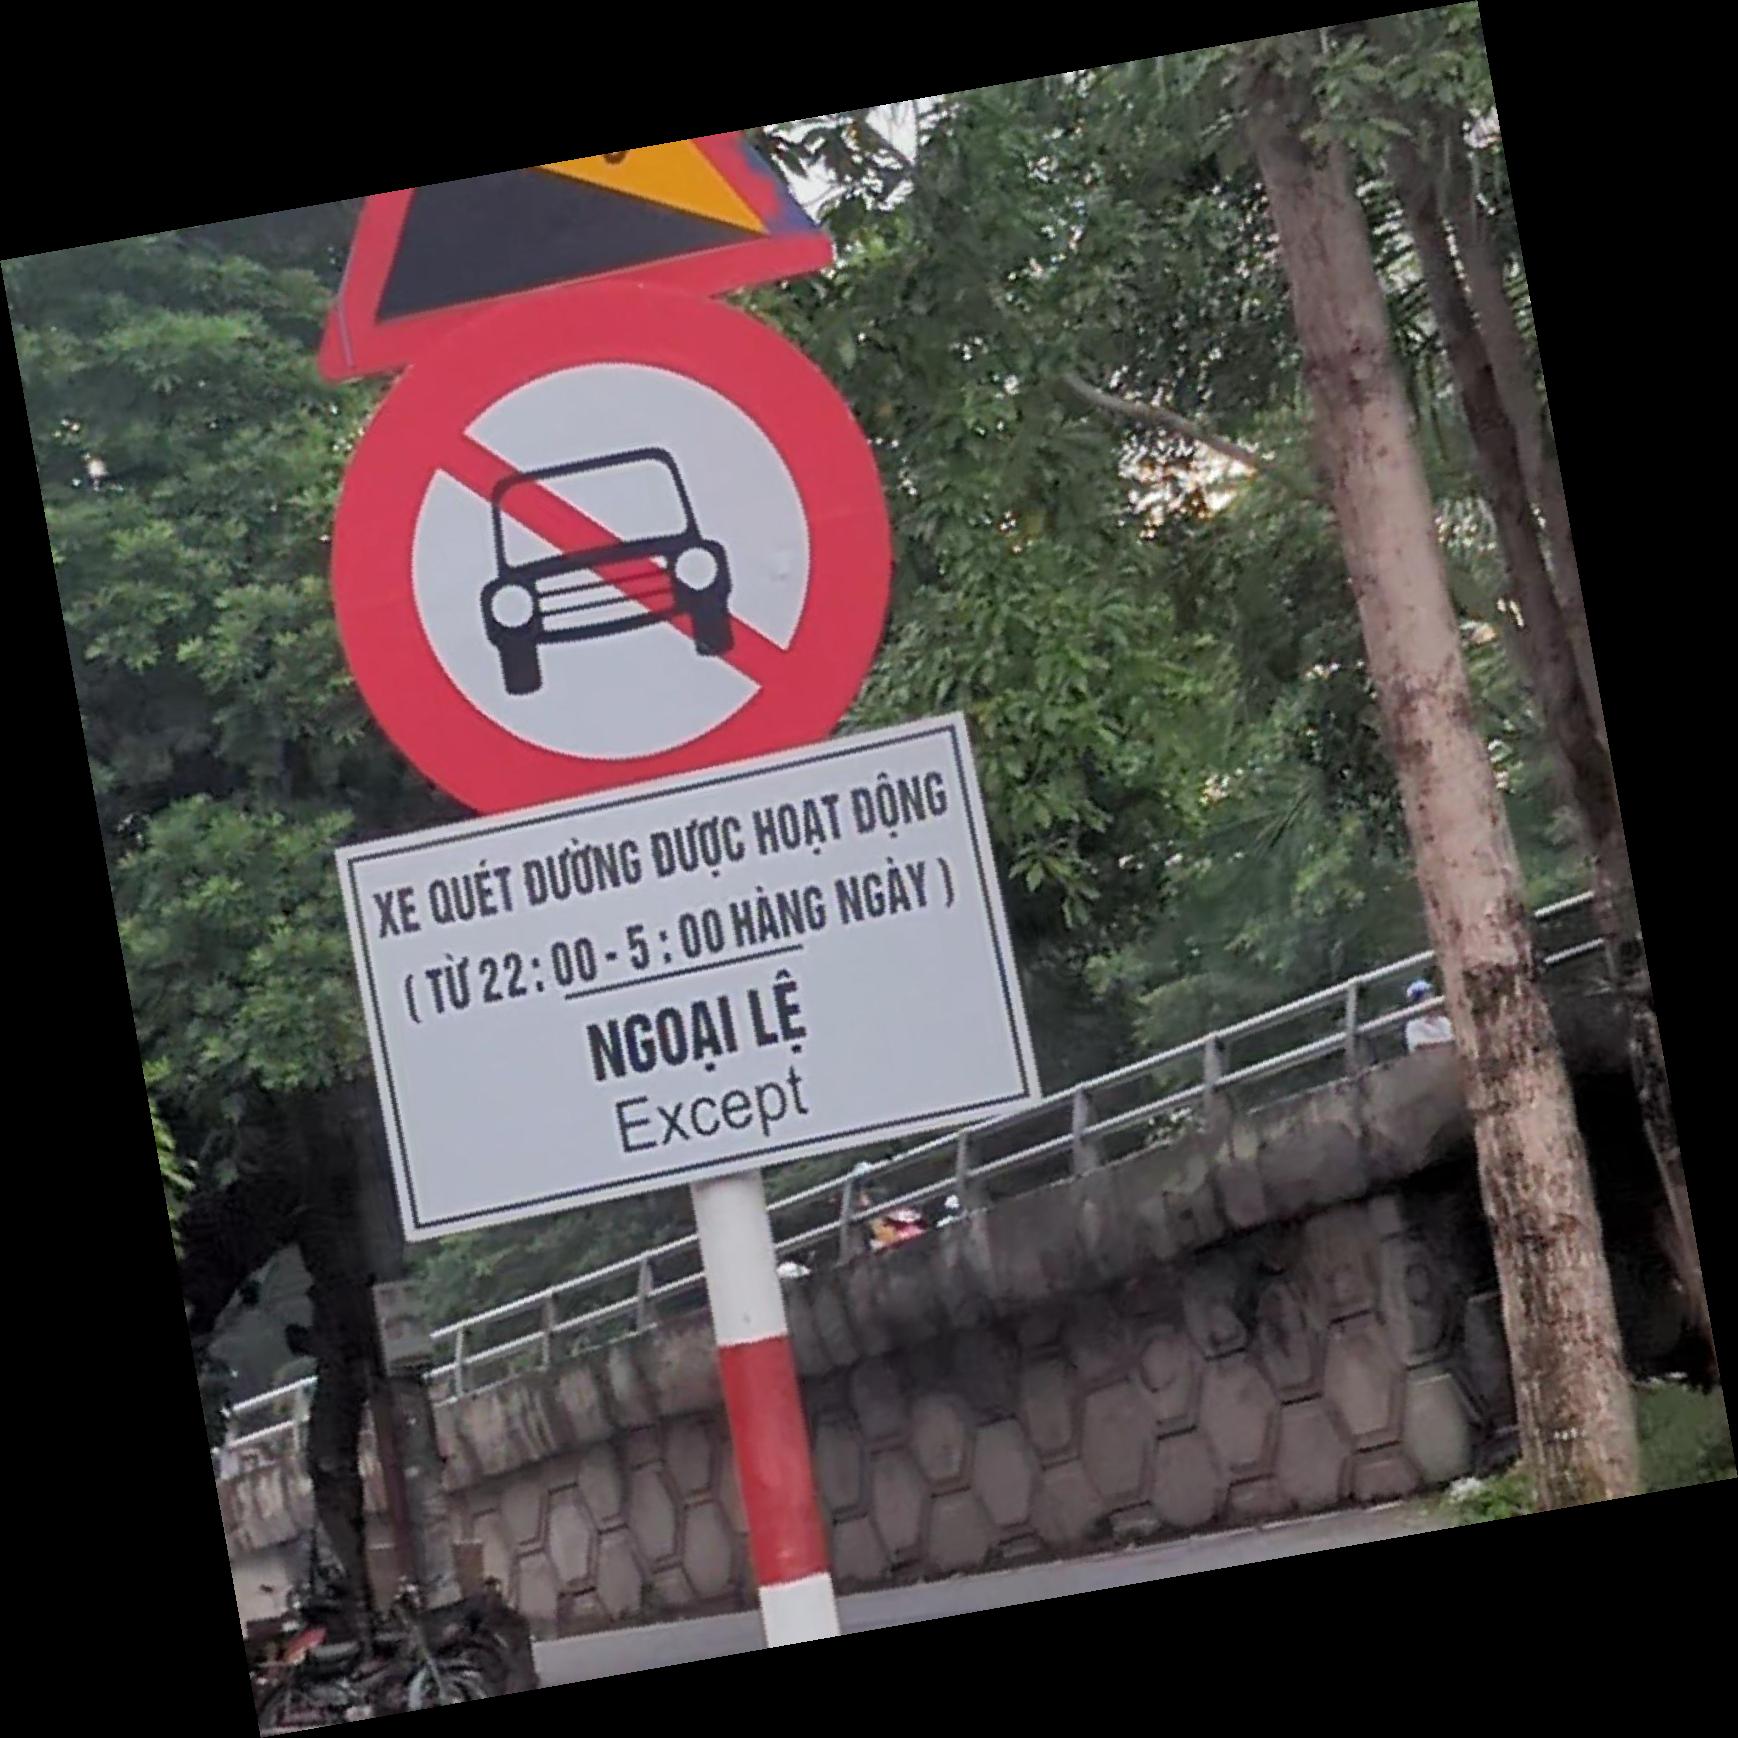 XE QUÉT ĐƯỜNG ĐƯỢC HOẠT ĐỘNG
( TỪ 22 : 00 - 5 : 00 HÀNG NGÀY )
NGOẠI LỆ
Except